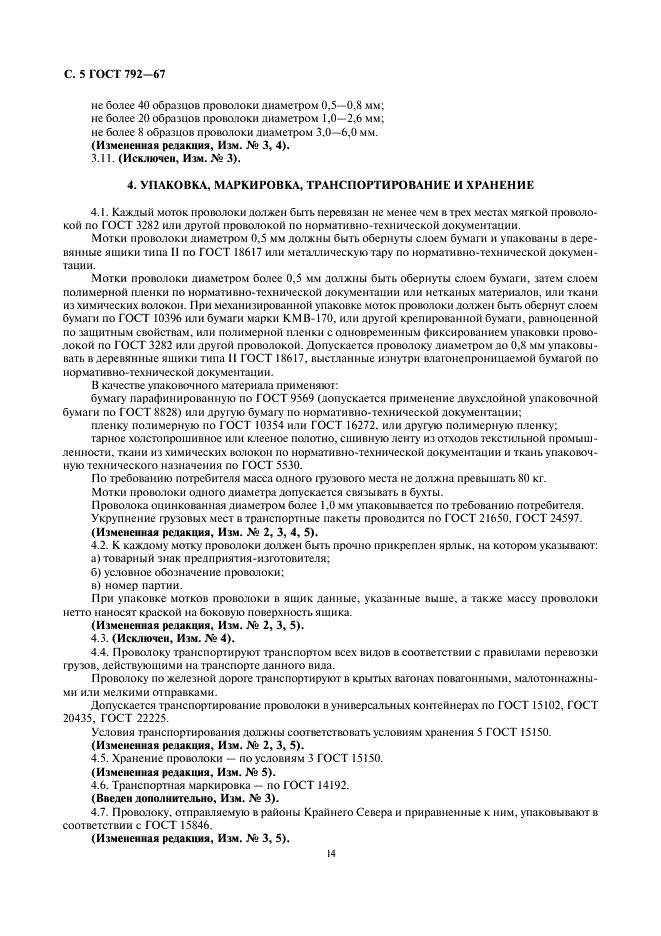 С. 5 ГОСТ 792—67
не более 40 образцов проволоки диаметром 0,5—0,8 мм;
не более 20 образцов проволоки диаметром 1,0—2,6 мм;
не более 8 образцов проволоки диаметром 3,0—6,0 мм.
(Измененная редакция, Изм. № 3, 4).
3.11. (Исключен, Изм. № 3).
4. УПАКОВКА, МАРКИРОВКА, ТРАНСПОРТИРОВАНИЕ И ХРАНЕНИЕ
4.1. Каждый моток проволоки должен быть перевязан не менее чем в трех местах мягкой проволо-
кой по ГОСТ 3282 или другой проволокой по нормативно-технической документации.
Мотки проволоки диаметром 0,5 мм должны быть обернуты слоем бумаги и упакованы в дере-
вянные ящики типа II по ГОСТ 18617 или металлическую тару по нормативно-технической докумен-
тации.
Мотки проволоки диаметром более 0,5 мм должны быть обернуты слоем бумаги, затем слоем
полимерной пленки по нормативно-технической документации или нетканых материалов, или ткани
из химических волокон. При механизированной упаковке моток проволоки должен быть обернут слоем
бумаги по ГОСТ 10396 или бумаги марки КМВ-170, или другой крепированной бумаги, равноценной
по защитным свойствам, или полимерной пленки с одновременным фиксированием упаковки прово-
локой по ГОСТ 3282 или другой проволокой. Допускается проволоку диаметром до 0,8 мм упаковы-
вать в деревянные ящики типа II ГОСТ 18617, выстланные изнутри влагонепроницаемой бумагой по
нормативно-технической документации.
В качестве упаковочного материала применяют:
бумагу парафинированную по ГОСТ 9569 (допускается применение двухслойной упаковочной
бумаги по ГОСТ 8828) или другую бумагу по нормативно-технической документации;
пленку полимерную по ГОСТ 10354 или ГОСТ 16272, или другую полимерную пленку;
тарное холстопрошивное или клееное полотно, сшивную ленту из отходов текстильной промыш-
ленности, ткани из химических волокон по нормативно-технической документации и ткань упаковоч-
ную технического назначения по ГОСТ 5530.
По требованию потребителя масса одного грузового места не должна превышать 80 кг.
Мотки проволоки одного диаметра допускается связывать в бухты.
Проволока оцинкованная диаметром более 1,0 мм упаковывается по требованию потребителя.
Укрупнение грузовых мест в транспортные пакеты проводится по ГОСТ 21650, ГОСТ 24597.
(Измененная редакция, Изм. № 2, 3, 4, 5).
4.2. К каждому мотку проволоки должен быть прочно прикреплен ярлык, на котором указывают:
а) товарный знак предприятия-изготовителя;
б) условное обозначение проволоки;
в) номер партии.
При упаковке мотков проволоки в ящик данные, указанные выше, а также массу проволоки
нетто наносят краской на боковую поверхность ящика.
(Измененная редакция, Изм. № 2, 3, 5).
4.3. (Исключен, Изм. № 4).
4.4. Проволоку транспортируют транспортом всех видов в соответствии с правилами перевозки
грузов, действующими на транспорте данного вида.
Проволоку по железной дороге транспортируют в крытых вагонах повагонными, малотоннажны-
ми или мелкими отправками.
Допускается транспортирование проволоки в универсальных контейнерах по ГОСТ 15102, ГОСТ
20435, ГОСТ 22225.
Условия транспортирования должны соответствовать условиям хранения 5 ГОСТ 15150.
(Измененная редакция, Изм. № 2, 3, 5).
4.5. Хранение проволоки — по условиям 3 ГОСТ 15150.
(Измененная редакция, Изм. № 5).
4.6. Транспортная маркировка — по ГОСТ 14192.
(Введен дополнительно, Изм. № 3).
4.7. Проволоку, отправляемую в районы Крайнего Севера и приравненные к ним, упаковывают в
соответствии с ГОСТ 15846.
(Измененная редакция, Изм. № 3, 5).
14